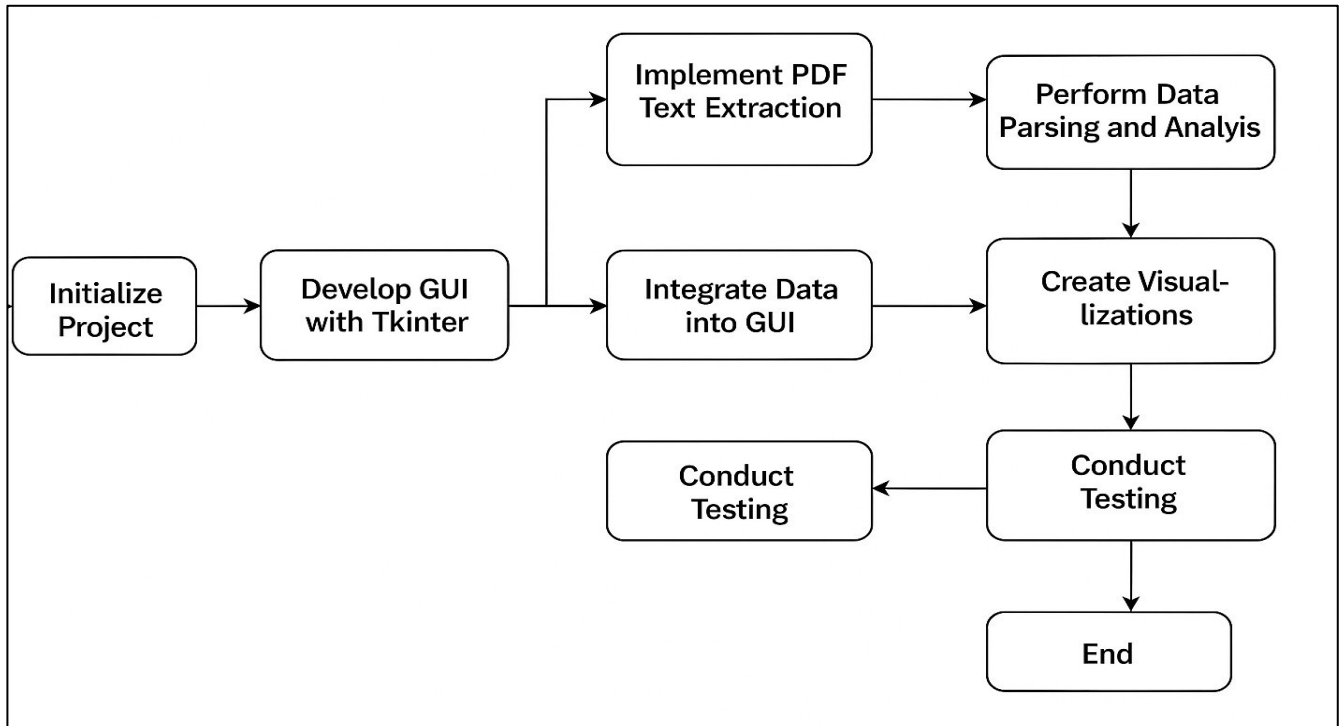 Initialize
Project
Develop GUI
with Tkinter
Implement PDF
Text Extraction
Perform Data
Parsing and Analyis
Integrate Data
into GUI
Create Visual-
lizations
Conduct
Testing
Conduct
Testing
End